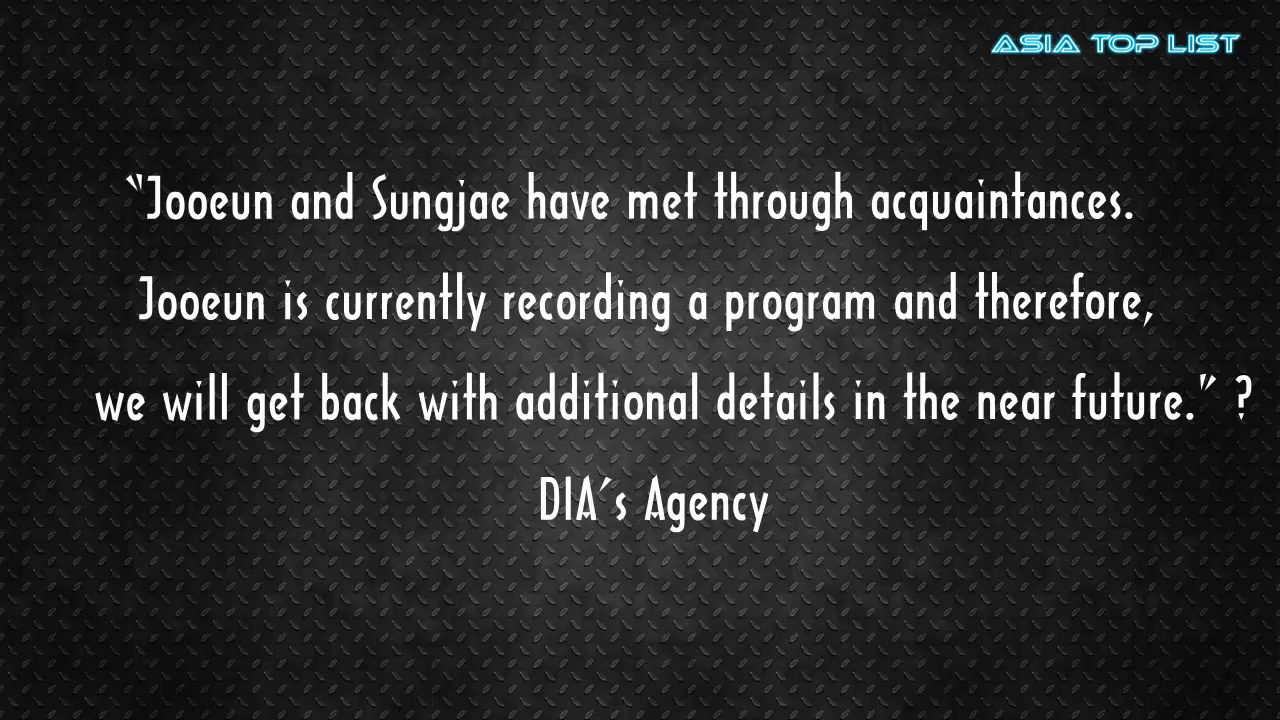 ASIA TOP LIST
“Jooeun and Sungjae have met through acquaintances.
Jooeun is currently recording a program and therefore,
we will get back with additional details in the near future.” ?
DIA's Agency